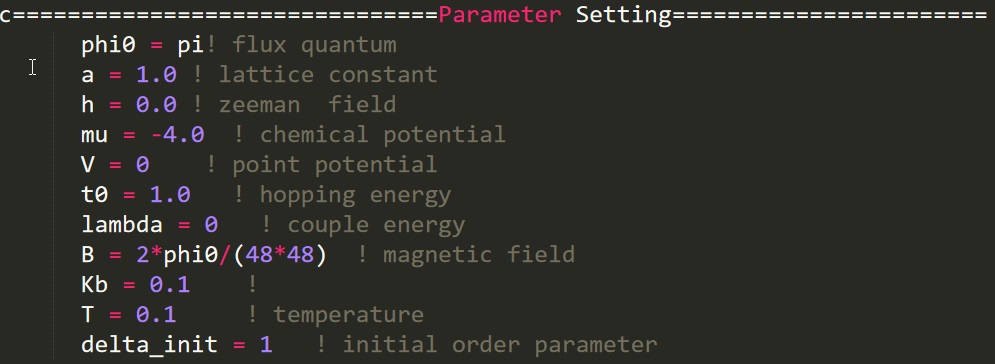 c===============================Parameter Setting=======================
phi0 = pi! flux quantum
a = 1.0 ! lattice constant
h = 0.0 ! zeeman  field
mu = -4.0  ! chemical potential
V = 0    ! point potential
t0 = 1.0   ! hopping energy
lambda = 0   ! couple energy
B = 2*phi0/(48*48)  ! magnetic field
Kb = 0.1    !
T = 0.1     ! temperature
delta_init = 1   ! initial order parameter